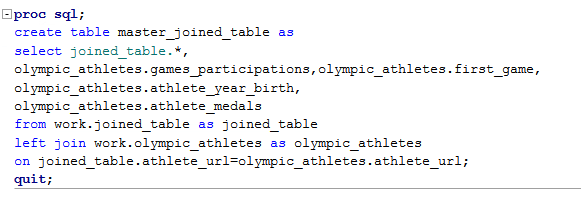 proc sql;
create table master_joined_table as
select joined_table.*,
olympic_athletes.games_participations,olympic_athletes.first_game,
olympic_athletes.athlete_year_birth,
olympic_athletes.athlete_medals
from work.joined_table as joined_table
left join work.olympic_athletes as olympic_athletes
on joined_table.athlete_url=olympic_athletes.athlete_url;
quit;